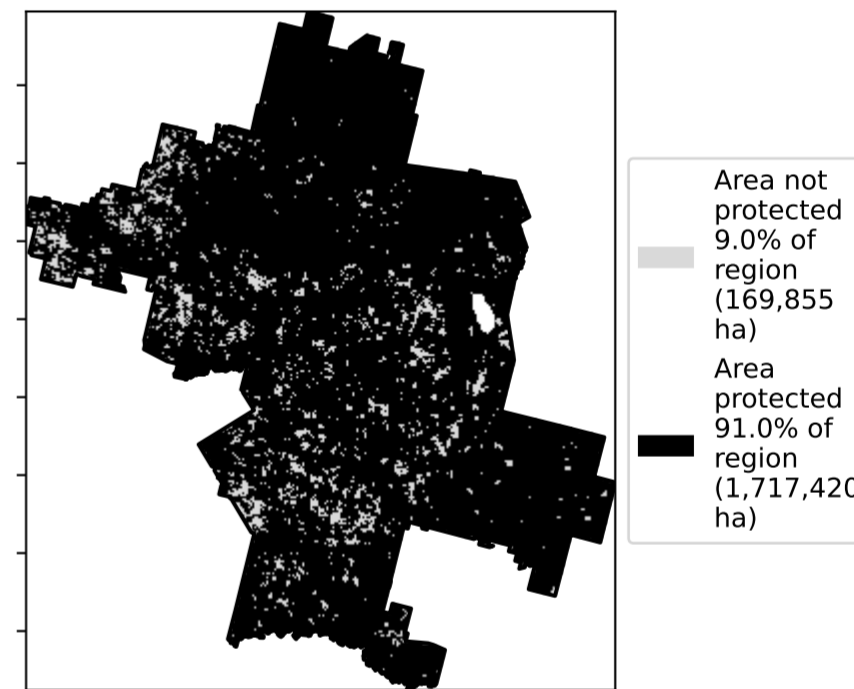 Area not
protected
9.0% of
region
(169,855
ha)
Area
protected
91.0% of
region
(1,717,420
ha)